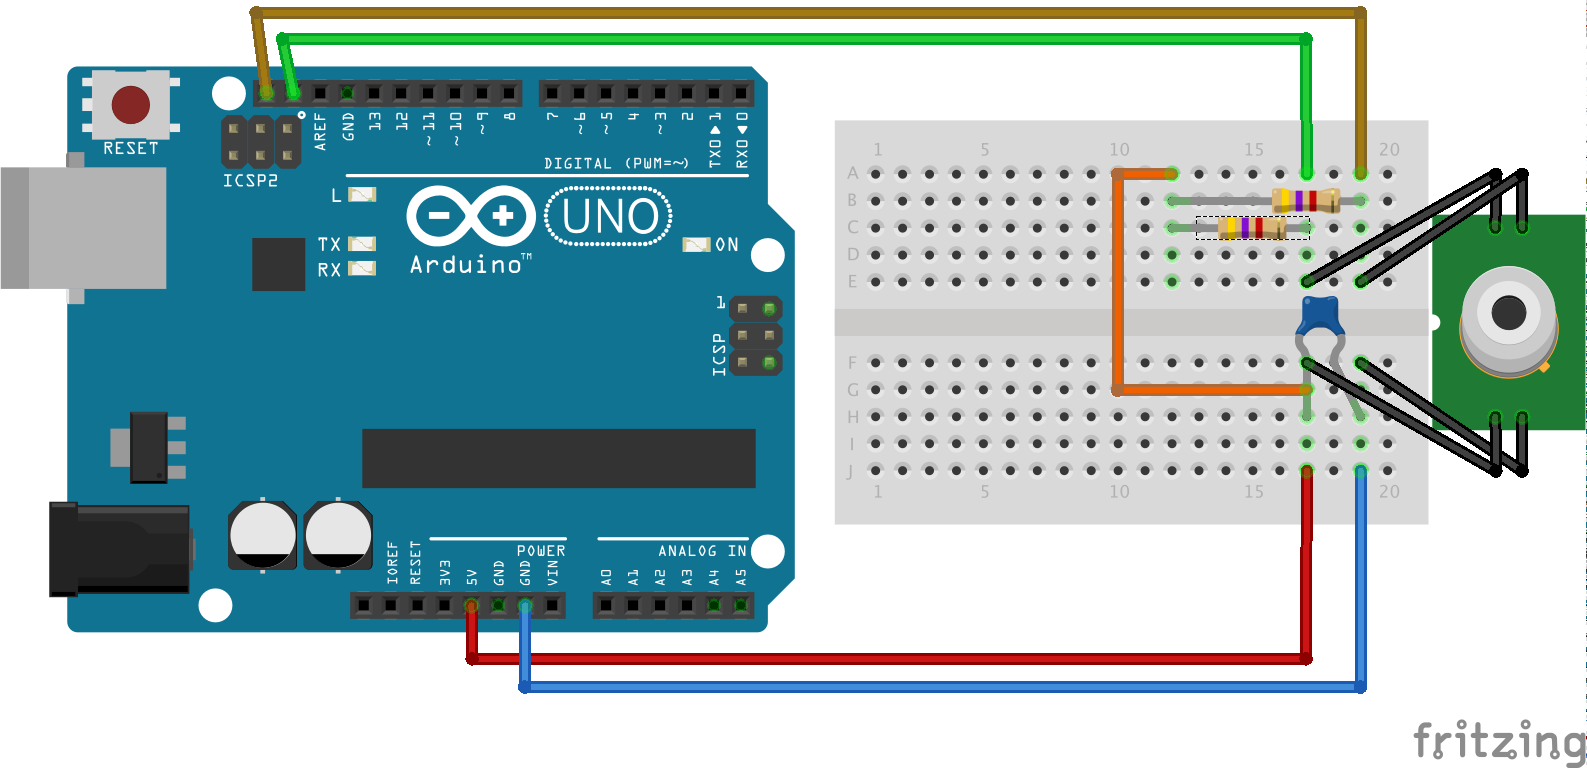 RESET
ICSP2
AREF
GND
13
12
~11
~10
~9
8
7
~6
~5
4
~3
2
TX0▶1
RX0◀0
DIGITAL (PWM=~)
L
TX
RX
UNO
Arduino™
ON
1
ICSP
IOREF
RESET
3V3
5V
GND
GND
VIN
POWER
ANALOG IN
A0
A1
A2
A3
A4
A5
1 5 10 15 20
A
B
C
D
E
F
G
H
I
J
1 5 10 15 20
fritzing